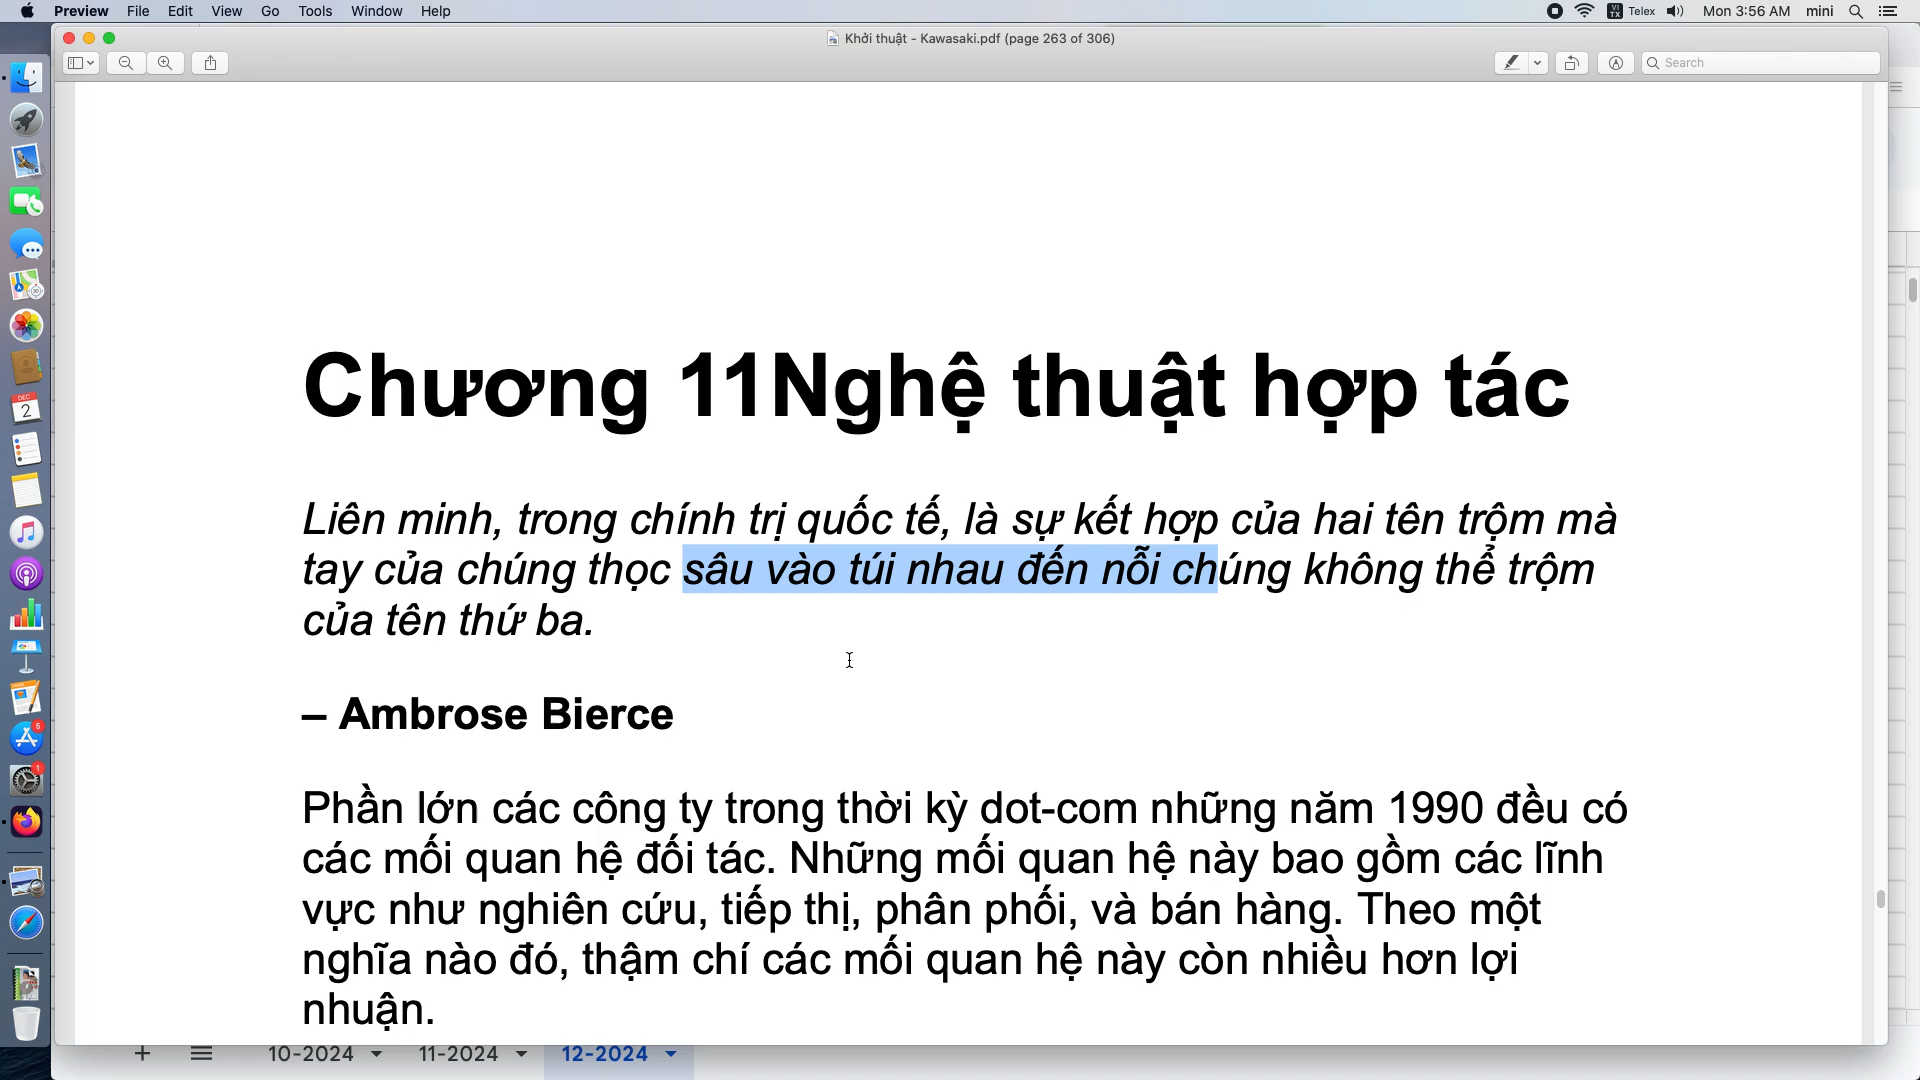 Preview File Edit View Go Tools Window Help
VI TX Telex Mon 3:56 AM mini
Khởi thuật - Kawasaki.pdf (page 263 of 306)
Search
Chương 11Nghệ thuật hợp tác
Liên minh, trong chính trị quốc tế, là sự kết hợp của hai tên trộm mà
tay của chúng thọc sâu vào túi nhau đến nỗi chúng không thể trộm
của tên thứ ba.
– Ambrose Bierce
Phần lớn các công ty trong thời kỳ dot-com những năm 1990 đều có
các mối quan hệ đối tác. Những mối quan hệ này bao gồm các lĩnh
vực như nghiên cứu, tiếp thị, phân phối, và bán hàng. Theo một
nghĩa nào đó, thậm chí các mối quan hệ này còn nhiều hơn lợi
nhuận.
DEC
2
5
1
10-2024 11-2024 12-2024